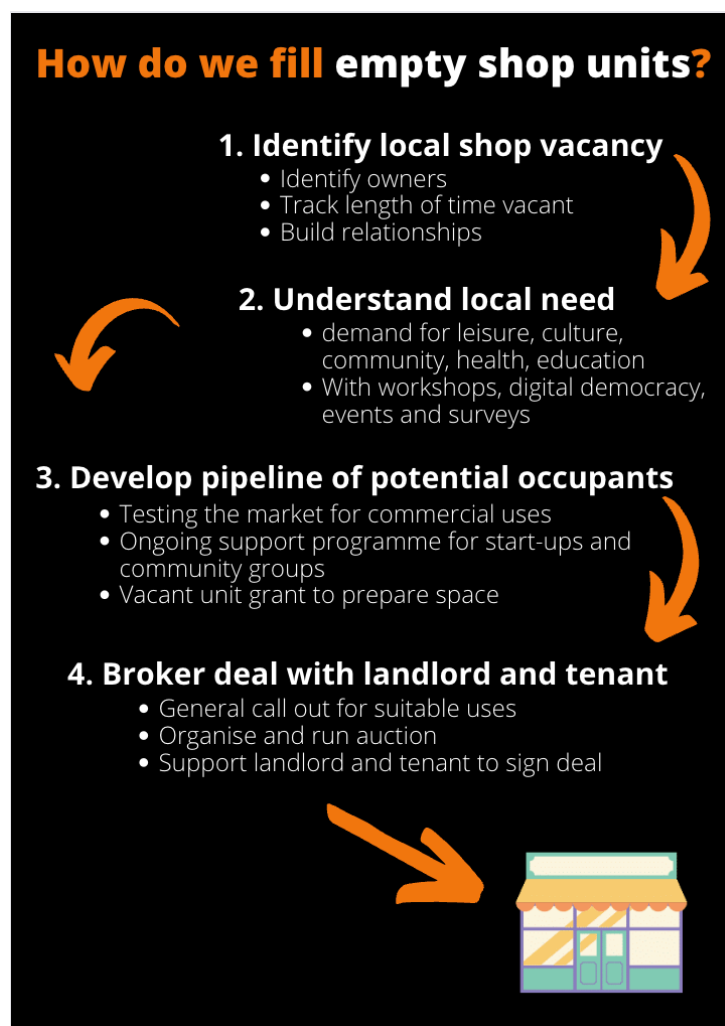 How do we fill empty shop units?
1. Identify local shop vacancy
• Identify owners
• Track length of time vacant
• Build relationships
2. Understand local need
• demand for leisure, culture,
community, health, education
• With workshops, digital democracy,
events and surveys
3. Develop pipeline of potential occupants
• Testing the market for commercial uses
• Ongoing support programme for start-ups and
community groups
• Vacant unit grant to prepare space
4. Broker deal with landlord and tenant
• General call out for suitable uses
• Organise and run auction
• Support landlord and tenant to sign deal